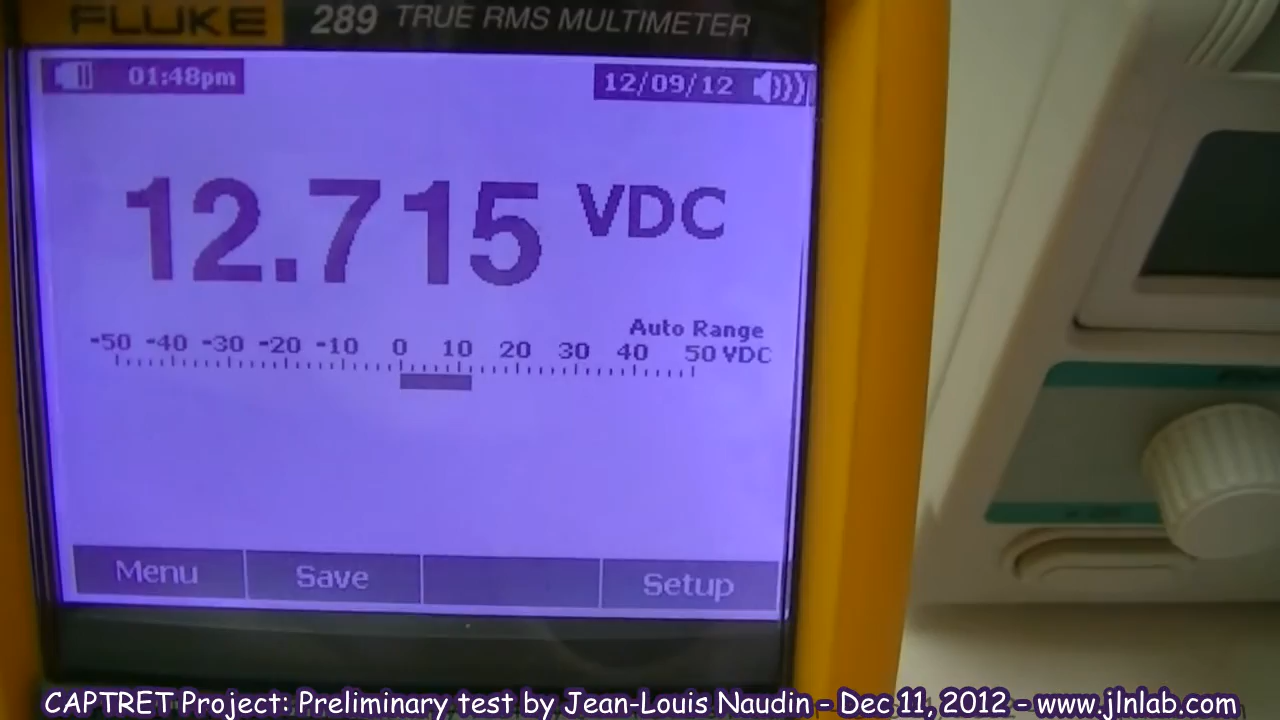 FLUKE 289 TRUE RMS MULTIMETER
01:48pm 12/09/12
12.715 VDC
Auto Range
-50 -40 -30 -20 -10 0 10 20 30 40 50 VDC
Menu Save Setup
CAPTRET Project: Preliminary test by Jean-Louis Naudin - Dec 11, 2012 - www.jlnlab.com